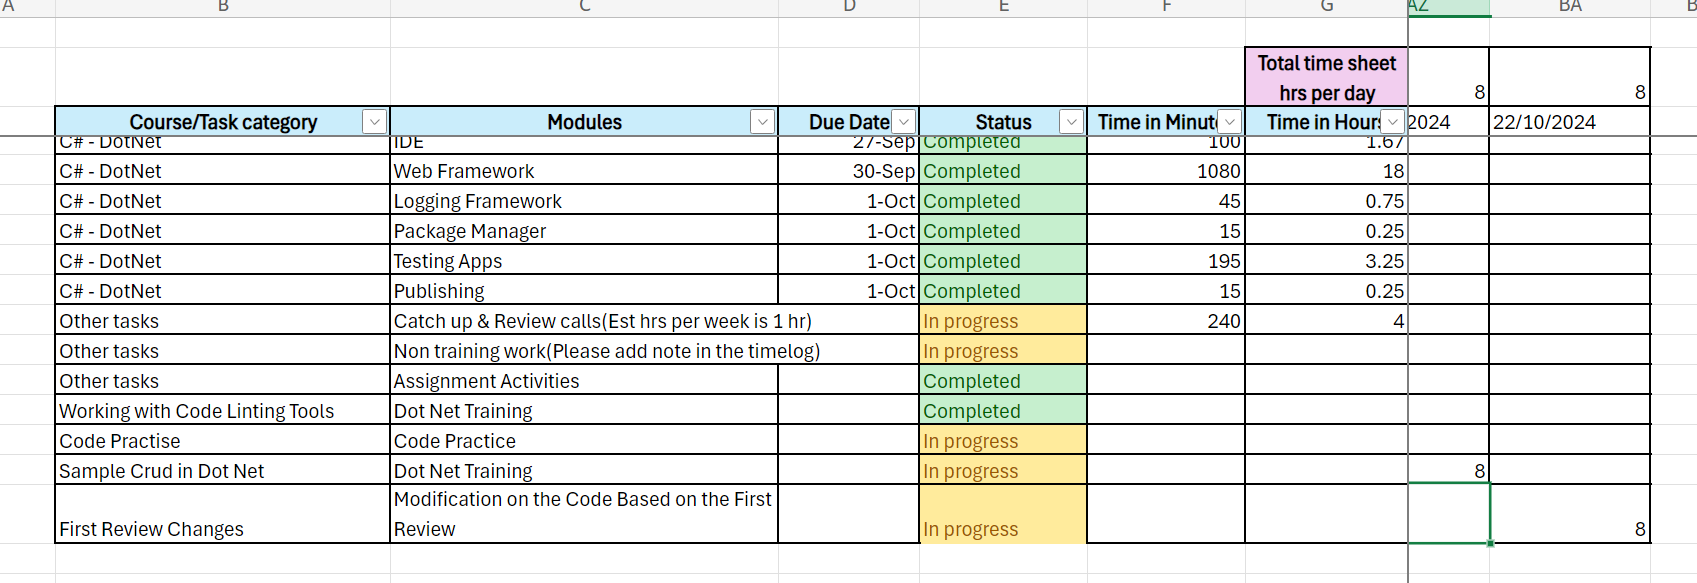 A B C D E F G AZ BA B
Total time sheet
hrs per day 8 8
Course/Task category Modules Due Date Status Time in Minut Time in Hours 2024 22/10/2024
C# - DotNet IDE 27-Sep Completed 100 1.67
C# - DotNet Web Framework 30-Sep Completed 1080 18
C# - DotNet Logging Framework 1-Oct Completed 45 0.75
C# - DotNet Package Manager 1-Oct Completed 15 0.25
C# - DotNet Testing Apps 1-Oct Completed 195 3.25
C# - DotNet Publishing 1-Oct Completed 15 0.25
Other tasks Catch up & Review calls(Est hrs per week is 1 hr) In progress 240 4
Other tasks Non training work(Please add note in the timelog) In progress
Other tasks Assignment Activities Completed
Working with Code Linting Tools Dot Net Training Completed
Code Practise Code Practice In progress
Sample Crud in Dot Net Dot Net Training In progress 8
Modification on the Code Based on the First
First Review Changes Review In progress 8